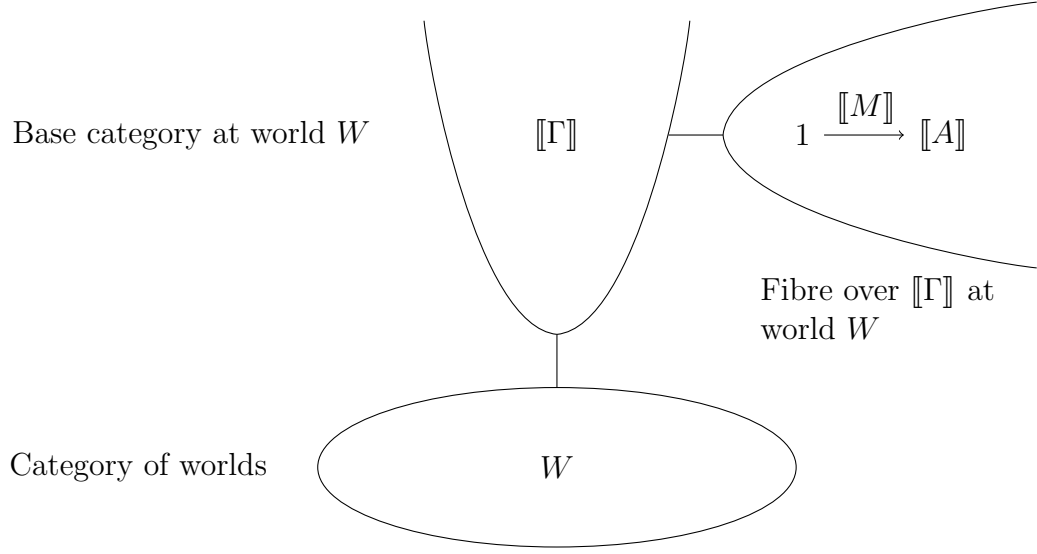 Base category at world W
⟦Γ⟧
1 ⟶ ⟦A⟧
⟦M⟧
Fibre over ⟦Γ⟧ at
world W
Category of worlds
W